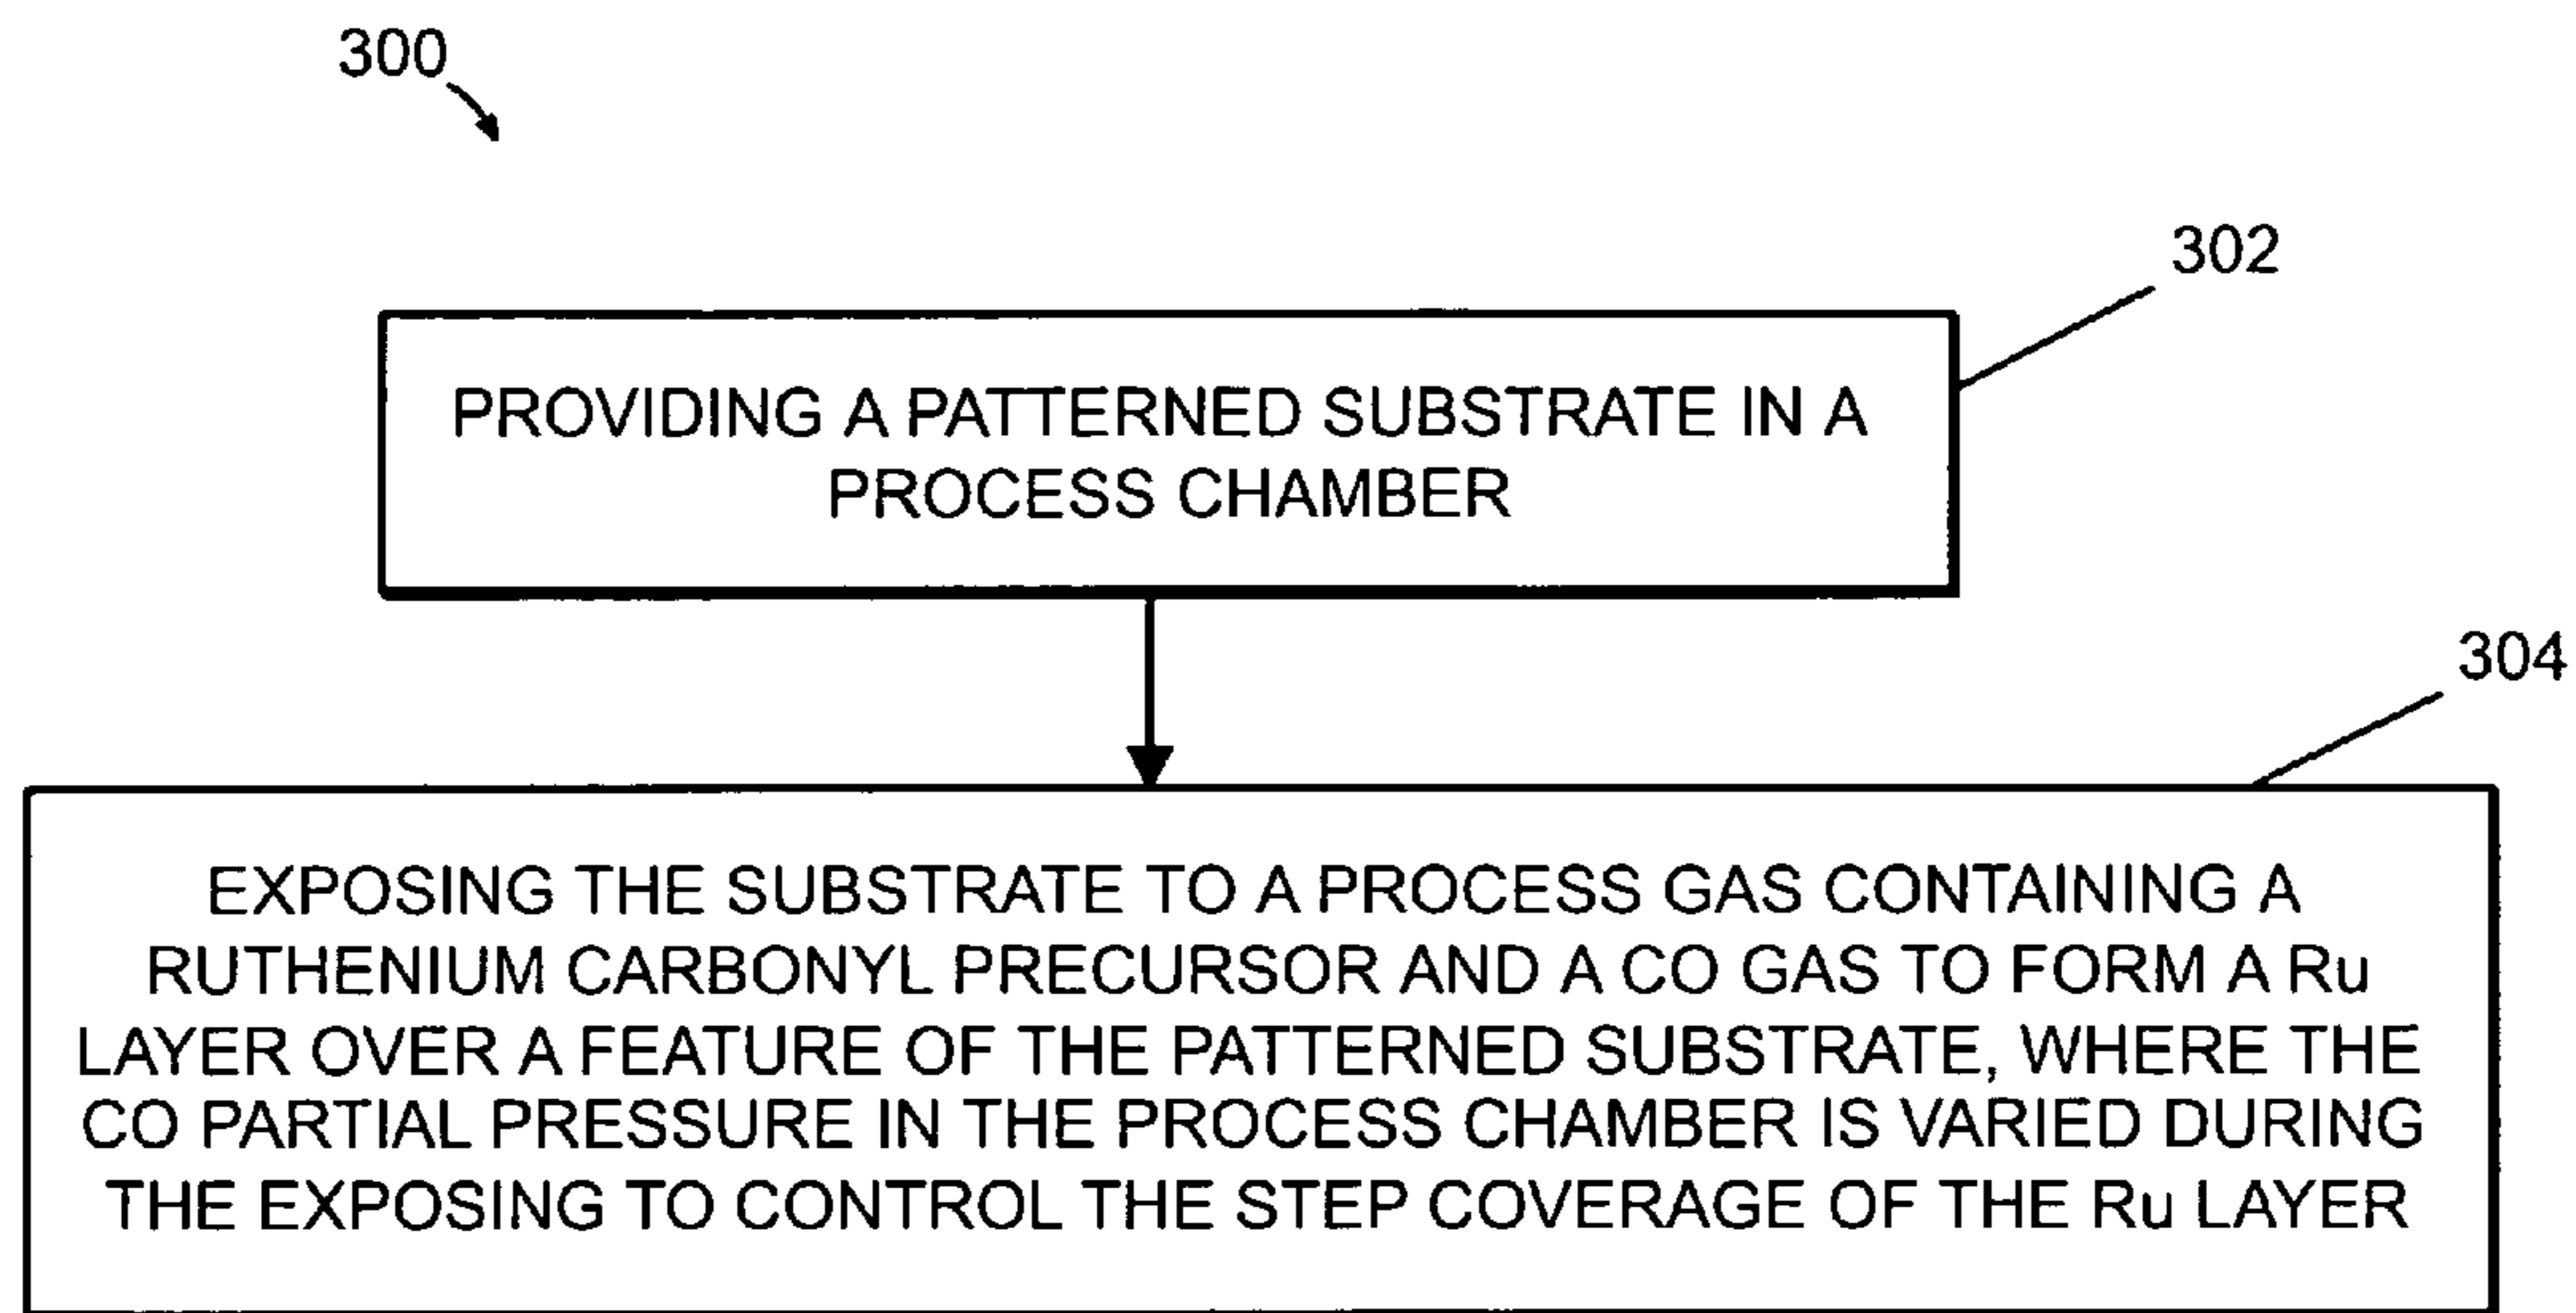 300
302
PROVIDING A PATTERNED SUBSTRATE IN A
PROCESS CHAMBER
304
EXPOSING THE SUBSTRATE TO A PROCESS GAS CONTAINING A
RUTHENIUM CARBONYL PRECURSOR AND A CO GAS TO FORM A Ru
LAYER OVER A FEATURE OF THE PATTERNED SUBSTRATE, WHERE THE
CO PARTIAL PRESSURE IN THE PROCESS CHAMBER IS VARIED DURING
THE EXPOSING TO CONTROL THE STEP COVERAGE OF THE Ru LAYER